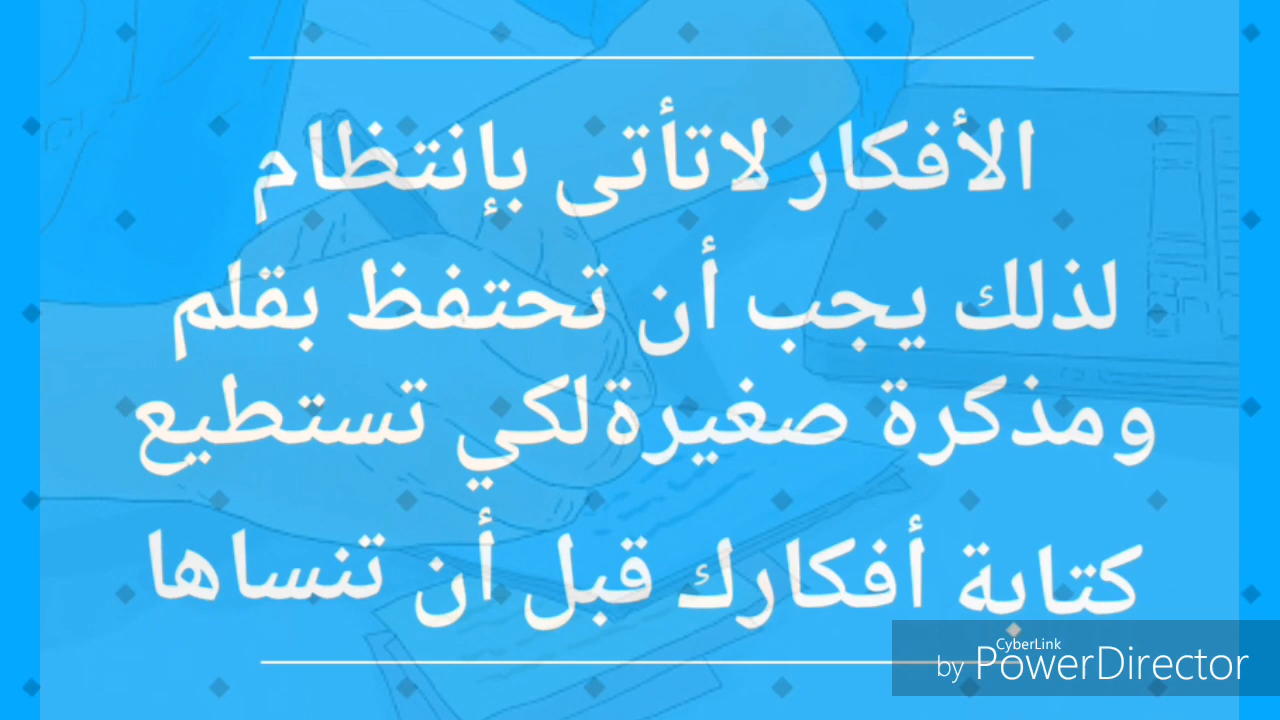 الأفكار لاتأتى بإنتظام
لذلك يجب أن تحتفظ بقلم
ومذكرة صغيرةلكي تستطيع
كتابة أفكارك قبل أن تنساها
CyberLink
by PowerDirector